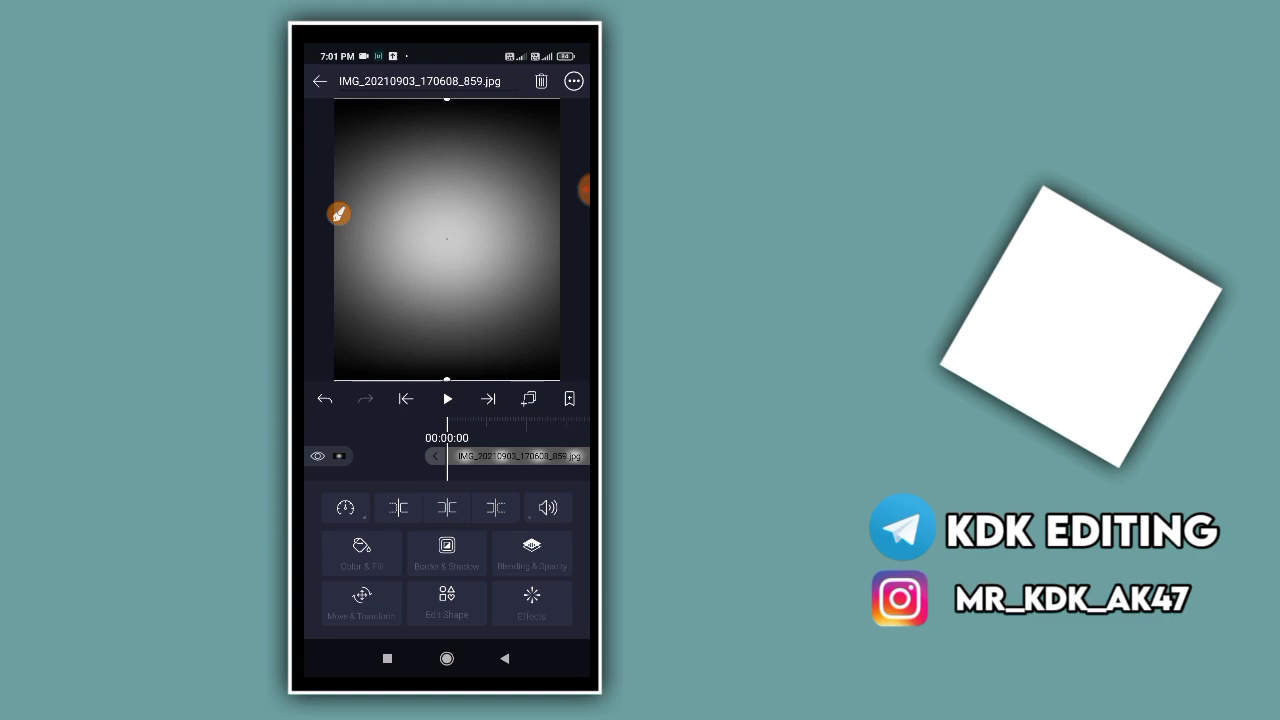 7:01 PM
84
IMG_20210903_170608_859.jpg
00:00:00
IMG_20210903_170608_859.jpg
Color & Fill
Border & Shadow
Blending & Opacity
Move & Transform
Edit Shape
Effects
KDK EDITING
MR_KDK_AK47